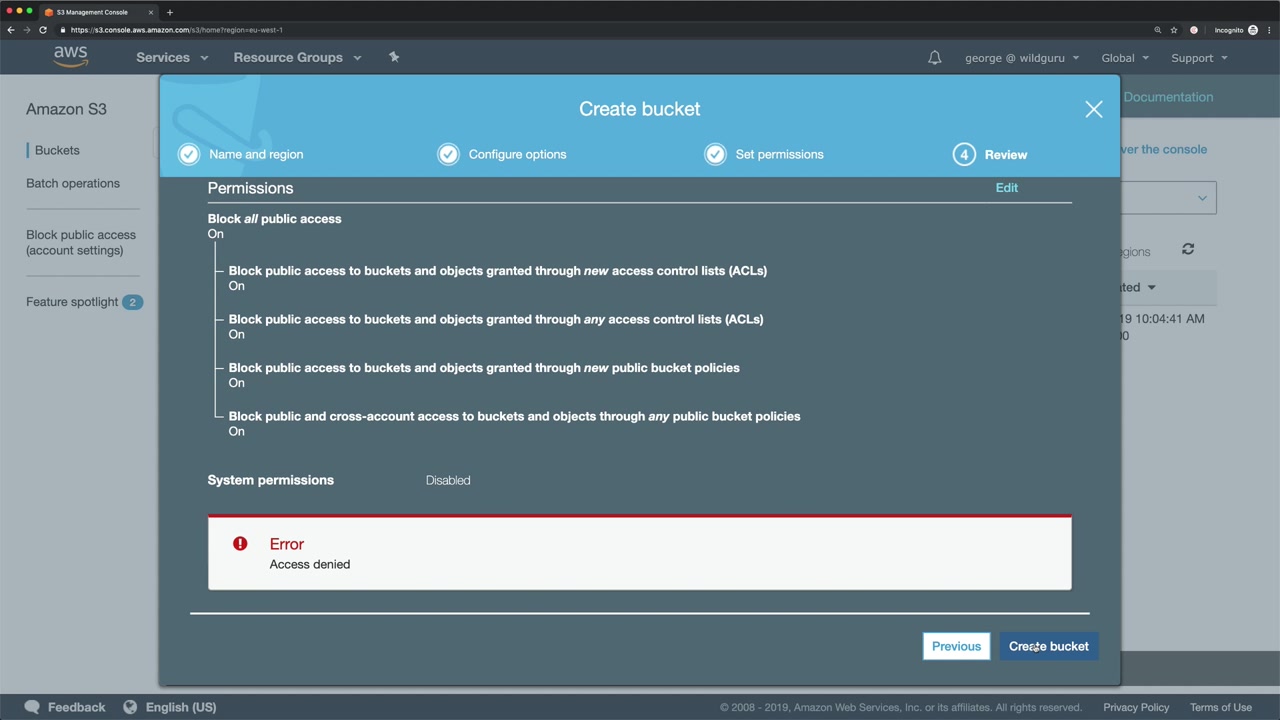 S3 Management Console
https://s3.console.aws.amazon.com/s3/home?region=eu-west-1
Incognito
aws
Services
Resource Groups
george @ wildguru
Global
Support
Amazon S3
Buckets
Batch operations
Block public access
(account settings)
Feature spotlight 2
Documentation
ver the console
egions
ated
19 10:04:41 AM
00
Create bucket
Name and region
Configure options
Set permissions
4 Review
Permissions
Edit
Block all public access
On
Block public access to buckets and objects granted through new access control lists (ACLs)
On
Block public access to buckets and objects granted through any access control lists (ACLs)
On
Block public access to buckets and objects granted through new public bucket policies
On
Block public and cross-account access to buckets and objects through any public bucket policies
On
System permissions
Disabled
Error
Access denied
Previous
Create bucket
Feedback
English (US)
© 2008 - 2019, Amazon Web Services, Inc. or its affiliates. All rights reserved.
Privacy Policy
Terms of Use